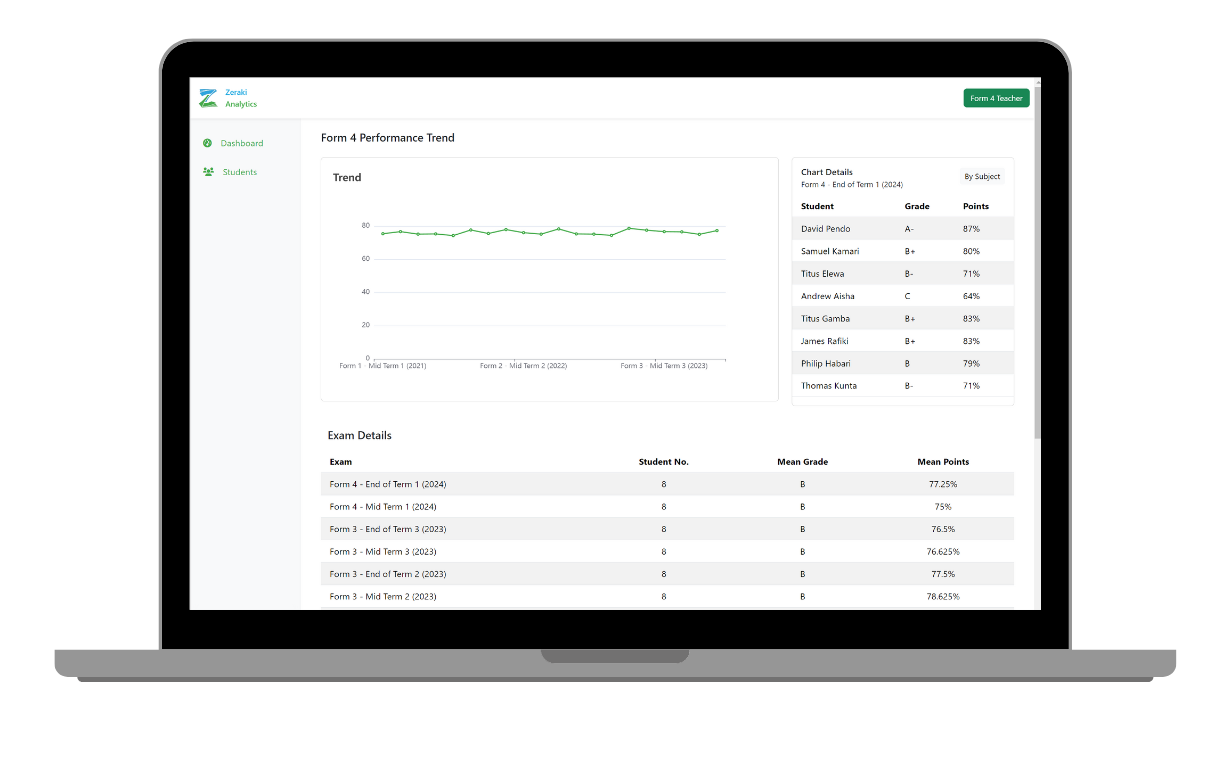 Zeraki
Analytics
Form 4 Teacher
Dashboard
Students
Form 4 Performance Trend
Trend
80
60
40
20
0
Form 1 - Mid Term 1 (2021) Form 2 - Mid Term 2 (2022) Form 3 - Mid Term 3 (2023)
Chart Details
Form 4 - End of Term 1 (2024)
By Subject
Student Grade Points
David Pendo A- 87%
Samuel Kamari B+ 80%
Titus Elewa B- 71%
Andrew Aisha C 64%
Titus Gamba B+ 83%
James Rafiki B+ 83%
Philip Habari B 79%
Thomas Kunta B- 71%
Exam Details
Exam Student No. Mean Grade Mean Points
Form 4 - End of Term 1 (2024) 8 B 77.25%
Form 4 - Mid Term 1 (2024) 8 B 75%
Form 3 - End of Term 3 (2023) 8 B 76.5%
Form 3 - Mid Term 3 (2023) 8 B 76.625%
Form 3 - End of Term 2 (2023) 8 B 77.5%
Form 3 - Mid Term 2 (2023) 8 B 78.625%